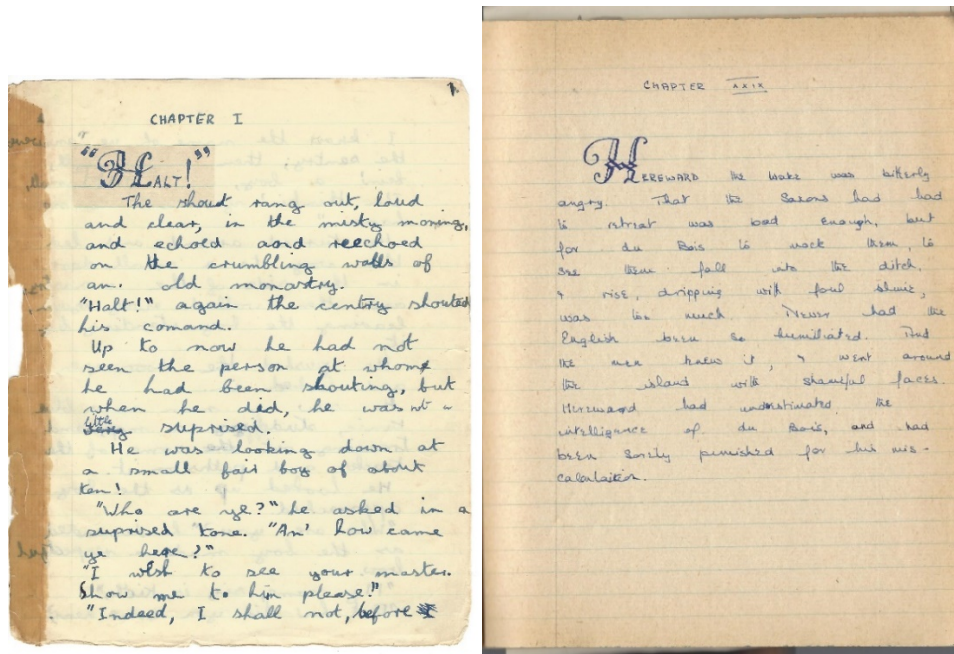 1.
CHAPTER I
"HALT!"
The shout rang out, loud
and clear, in the misty moning,
and echoed aond reechoed
on the crumbling walls of
an. old monastry.
"Halt!" again the centry shouted
his comand.
Up to now he had not
seen the person at whom
he had been shouting, but
when he did, he was not a
little suprised.
He was looking down at
a small fair boy of about
ten!
"Who are ye?" he asked in a
suprised tone. "An' how came
ye here?"
"I wish to see your master.
Show me to him please!"
"Indeed, I shall not, before I
CHAPTER XXIX
HEREWARD the wake was bitterly
angry. That the Saxons had had
to retreat was bad enough, but
for du Bois to mock them, to
see them fall into the ditch,
& rise, dripping with foul slime,
was too much. Never had the
English been so humiliated. And
the men knew it, & went around
the island with shameful faces.
Hereward had understimated the
intelligence of du Bois, and had
been sorely punished for his mis-
calculation.